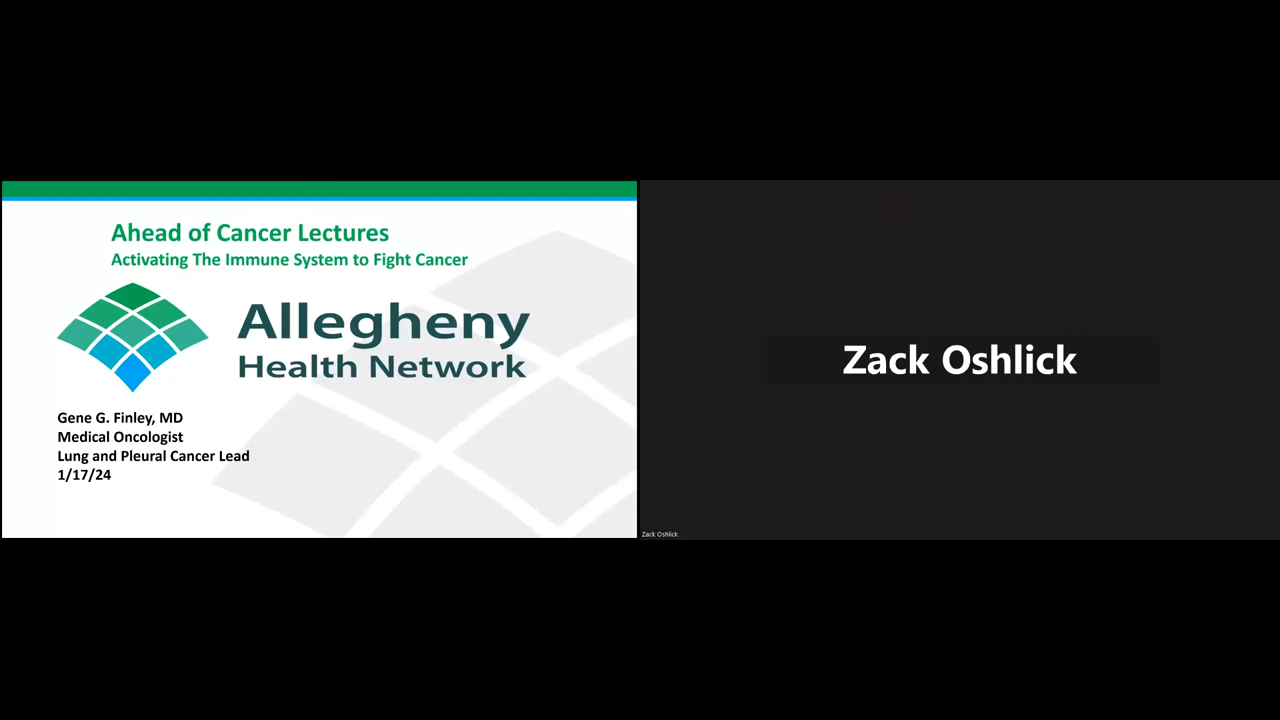 Ahead of Cancer Lectures
Activating The Immune System to Fight Cancer
Allegheny
Health Network
Gene G. Finley, MD
Medical Oncologist
Lung and Pleural Cancer Lead
1/17/24
Zack Oshlick
Zack Oshlick